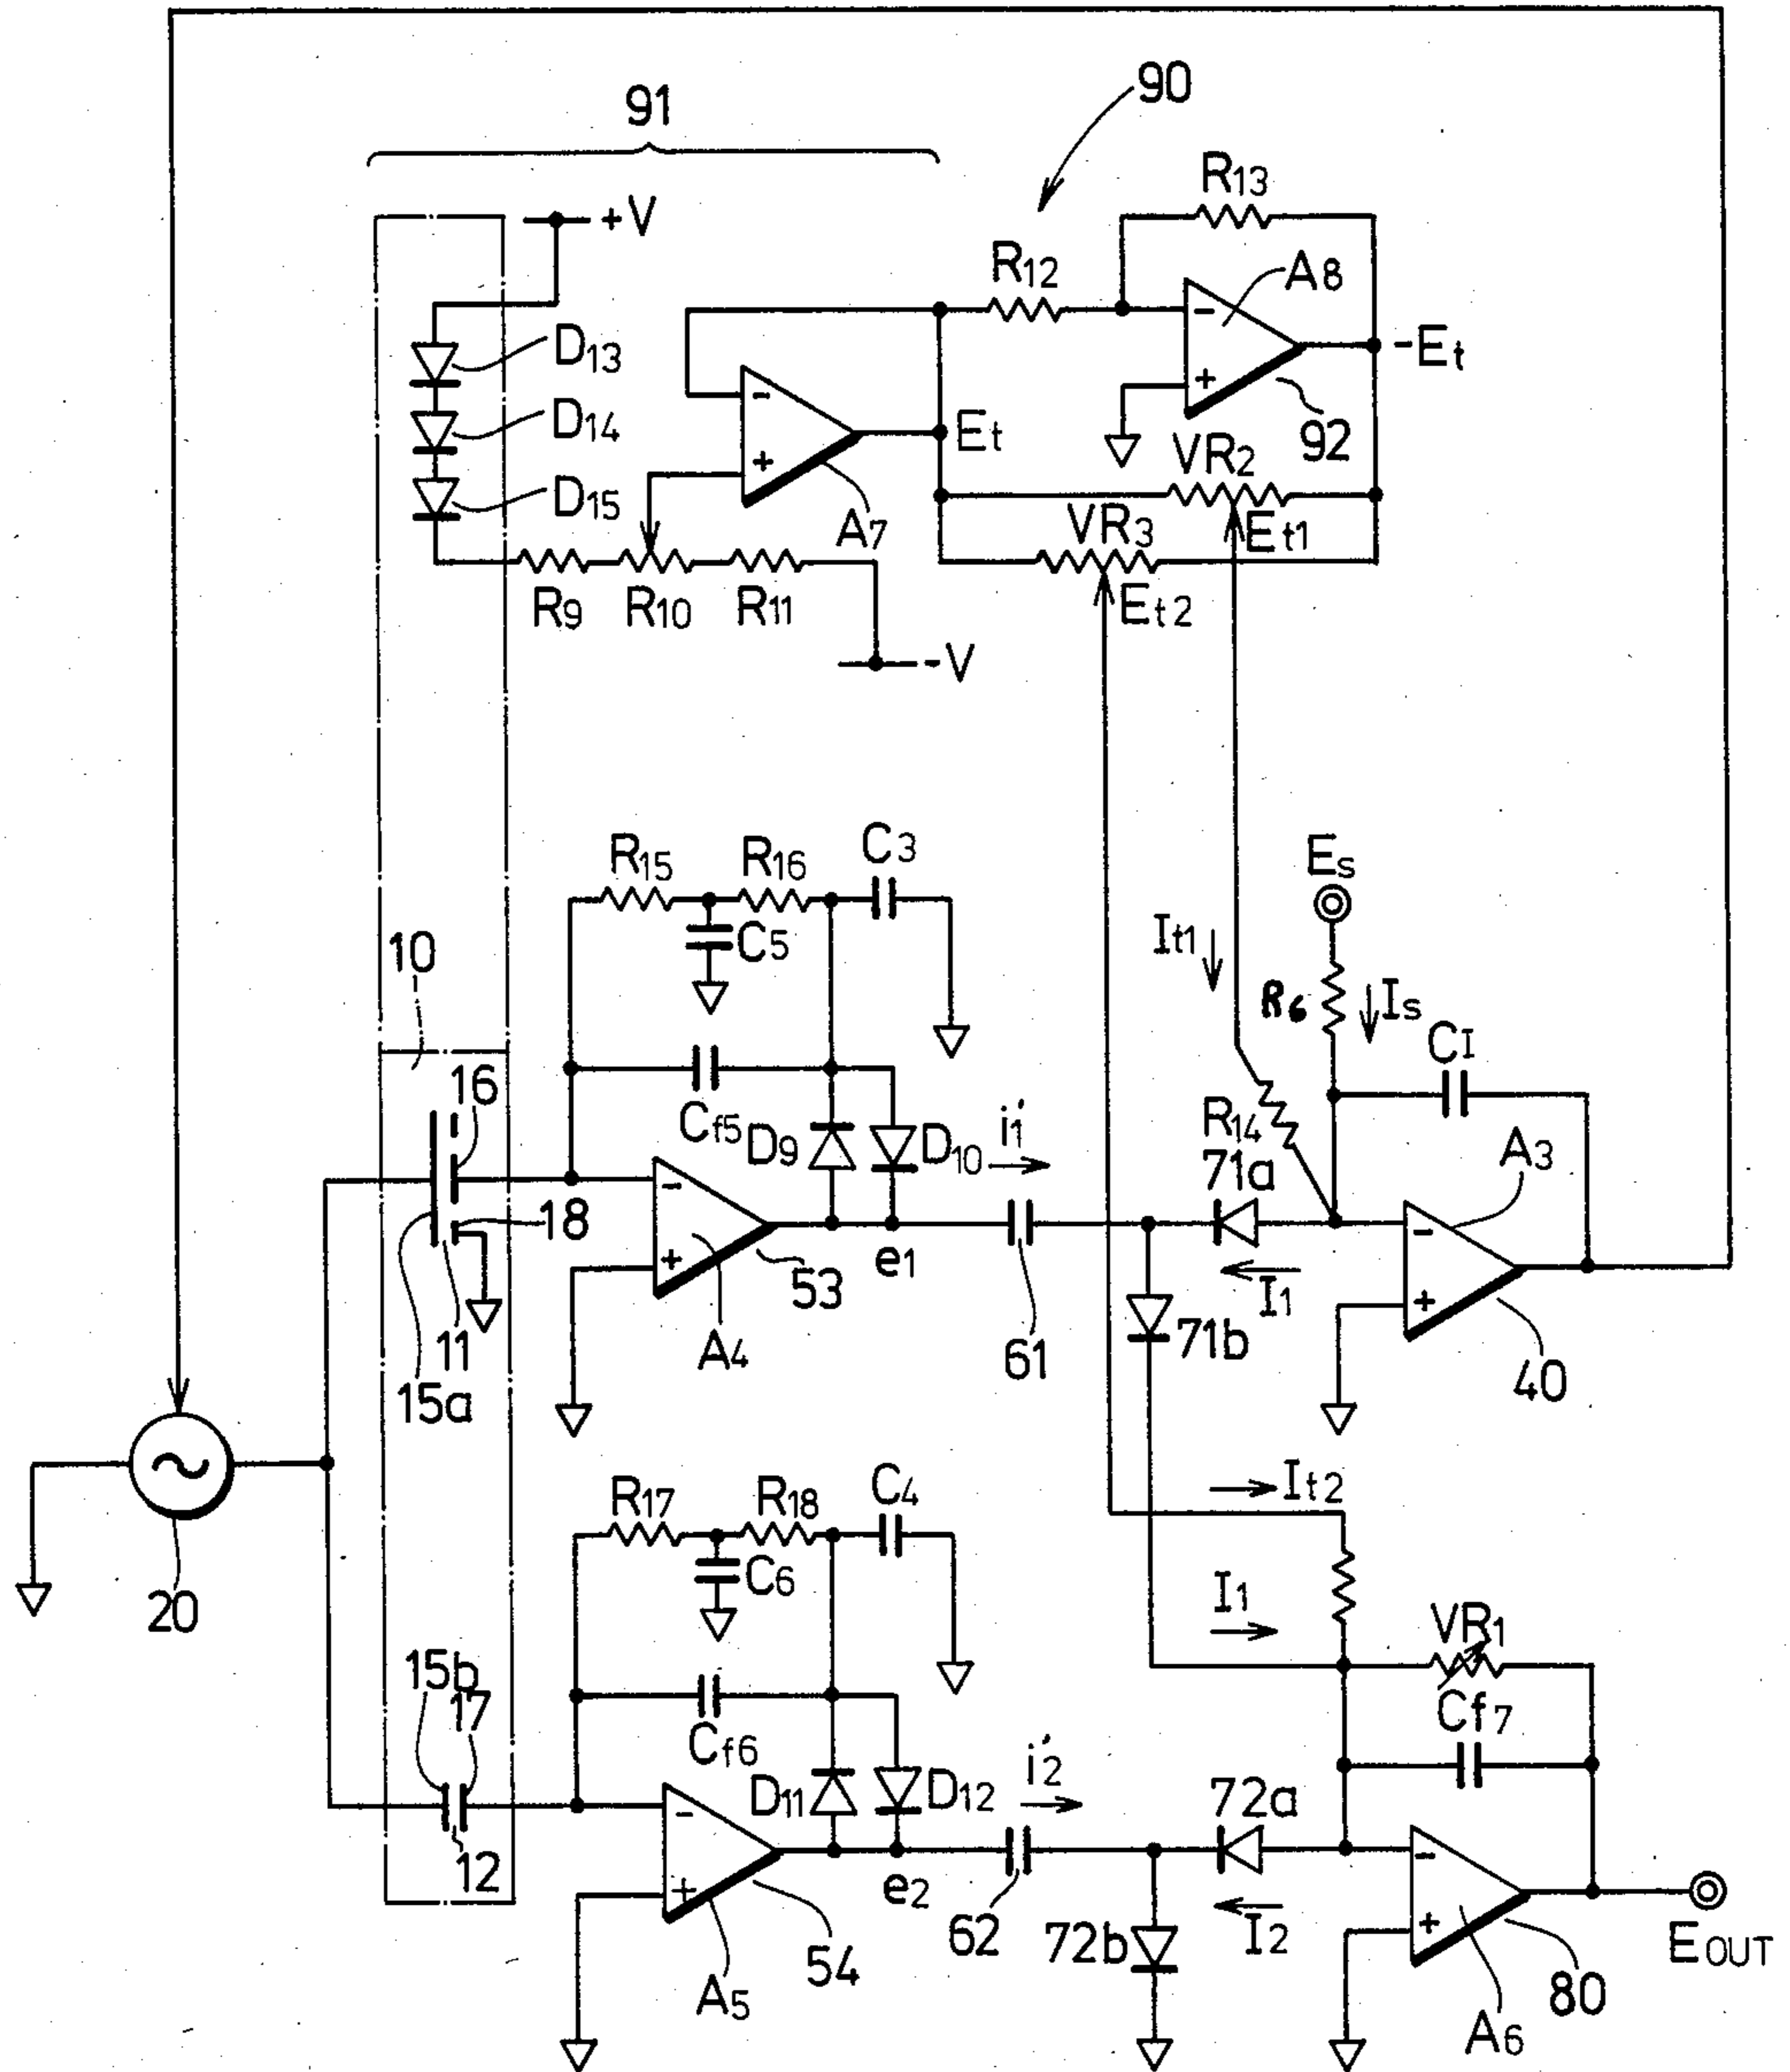 90
91
R13
+V
R12
A8
D13
-Et
D14
Et
92
VR2
D15
A7
VR3
Et1
R9
R10
R11
Et2
-V
R15
R16
C3
Es
C5
It1
10
R6
Is
CI
16
Cf5
D9
D10
i1'
R14
A3
71a
18
e1
53
I1
A4
61
71b
11
15a
40
R17
R18
C4
It2
C6
20
I1
VR1
15b
17
Cf7
Cf6
i2'
D11
D12
72a
12
e2
62
72b
I2
54
EOUT
A5
80
A6